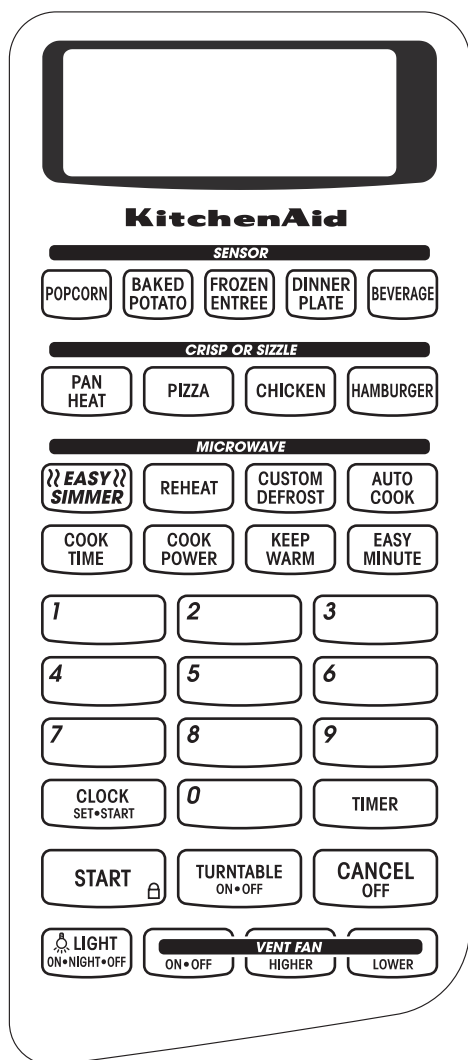 KitchenAid
SENSOR
POPCORN
BAKED
POTATO
FROZEN
ENTREE
DINNER
PLATE
BEVERAGE
CRISP OR SIZZLE
PAN
HEAT
PIZZA
CHICKEN
HAMBURGER
MICROWAVE
EASY
SIMMER
REHEAT
CUSTOM
DEFROST
AUTO
COOK
COOK
TIME
COOK
POWER
KEEP
WARM
EASY
MINUTE
1
2
3
4
5
6
7
8
9
CLOCK
SET•START
0
TIMER
START
TURNTABLE
ON•OFF
CANCEL
OFF
LIGHT
ON•NIGHT•OFF
VENT FAN
ON•OFF
HIGHER
LOWER